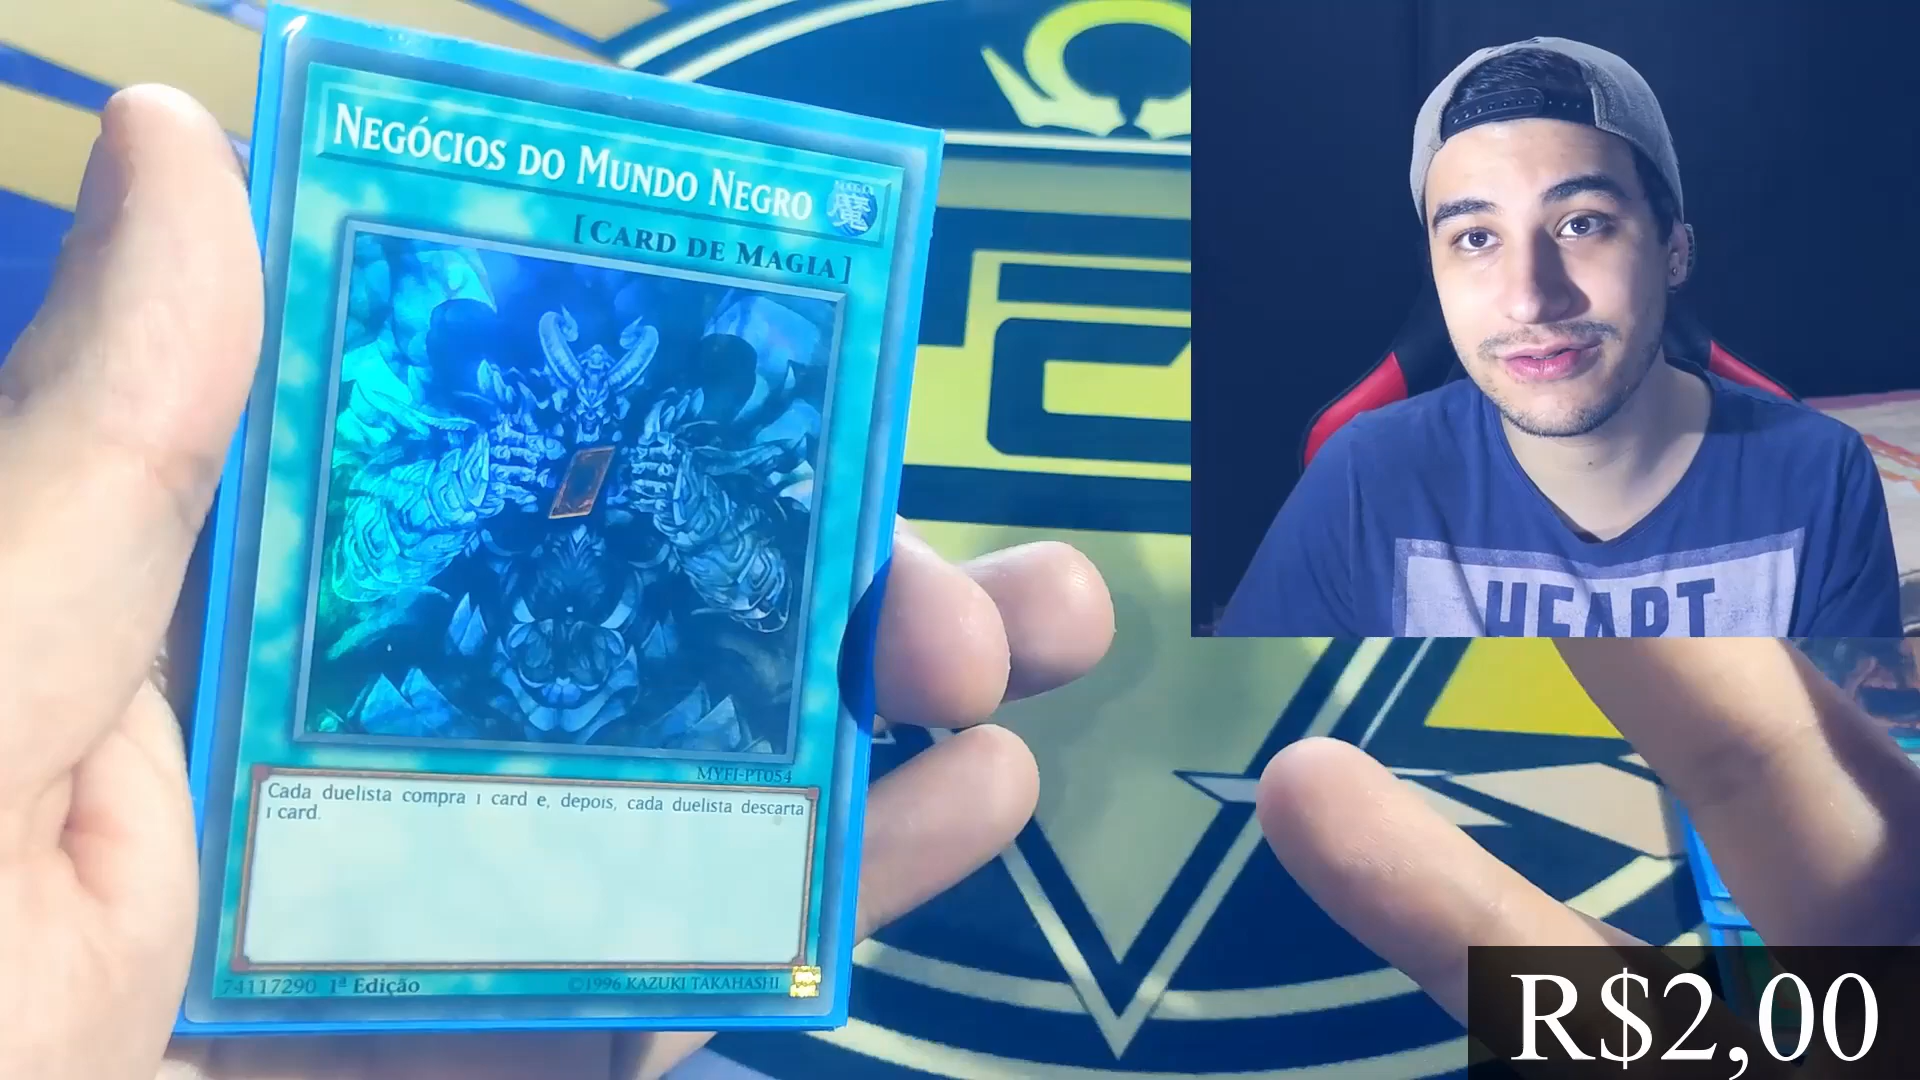 NEGÓCIOS DO MUNDO NEGRO
MAGIA
魔
[CARD DE MAGIA]
MYFI-PT054
Cada duelista compra 1 card e, depois, cada duelista descarta
1 card.
74117290 1ª Edição ©1996 KAZUKI TAKAHASHI
HEART
R$2,00